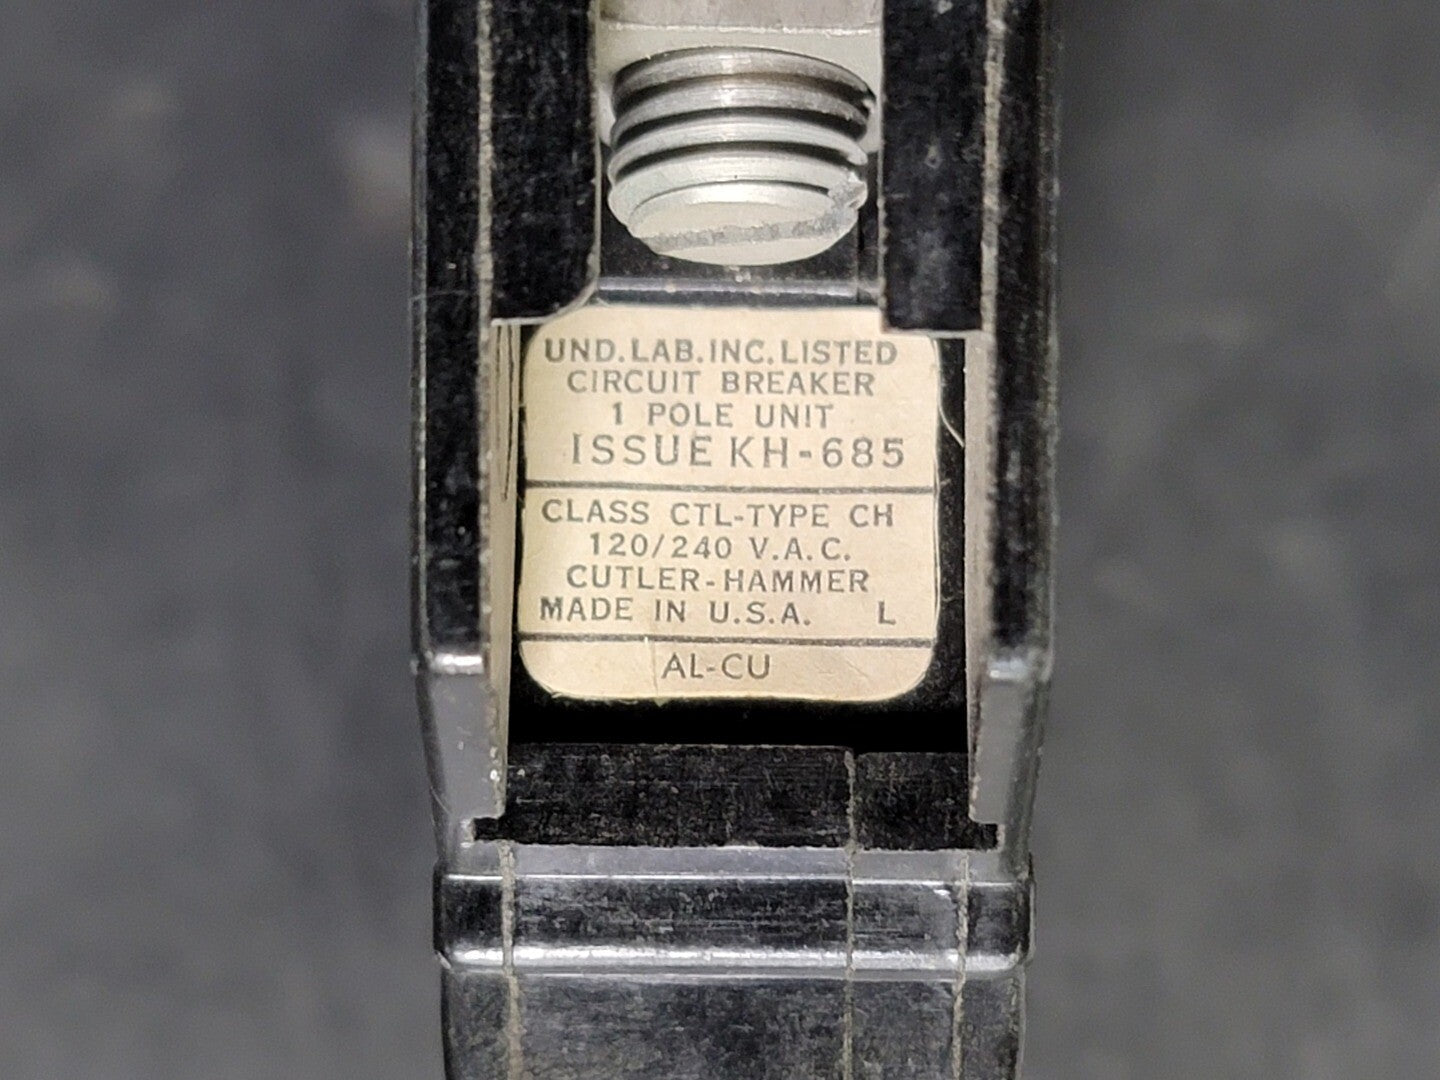 UND.LAB.INC.LISTED
CIRCUIT BREAKER
1 POLE UNIT
ISSUE KH-685
CLASS CTL-TYPE CH
120/240 V.A.C.
CUTLER-HAMMER
MADE IN U.S.A. L
AL-CU